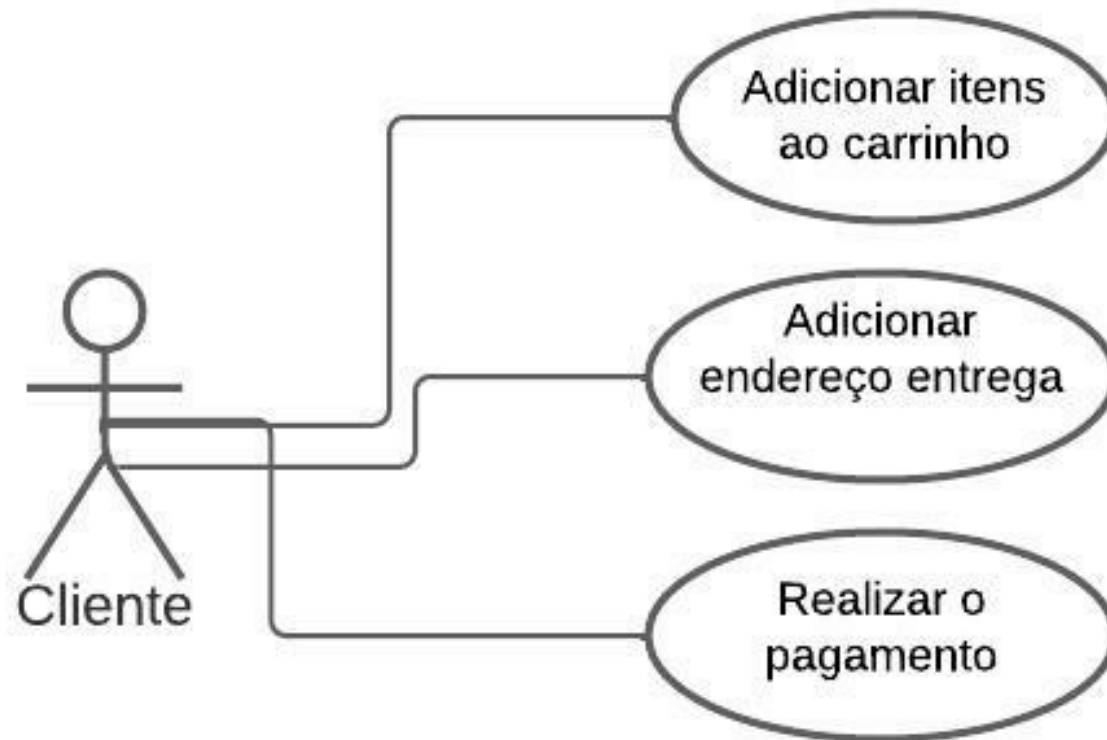 Adicionar itens
ao carrinho
Adicionar
endereço entrega
Cliente
Realizar o
pagamento